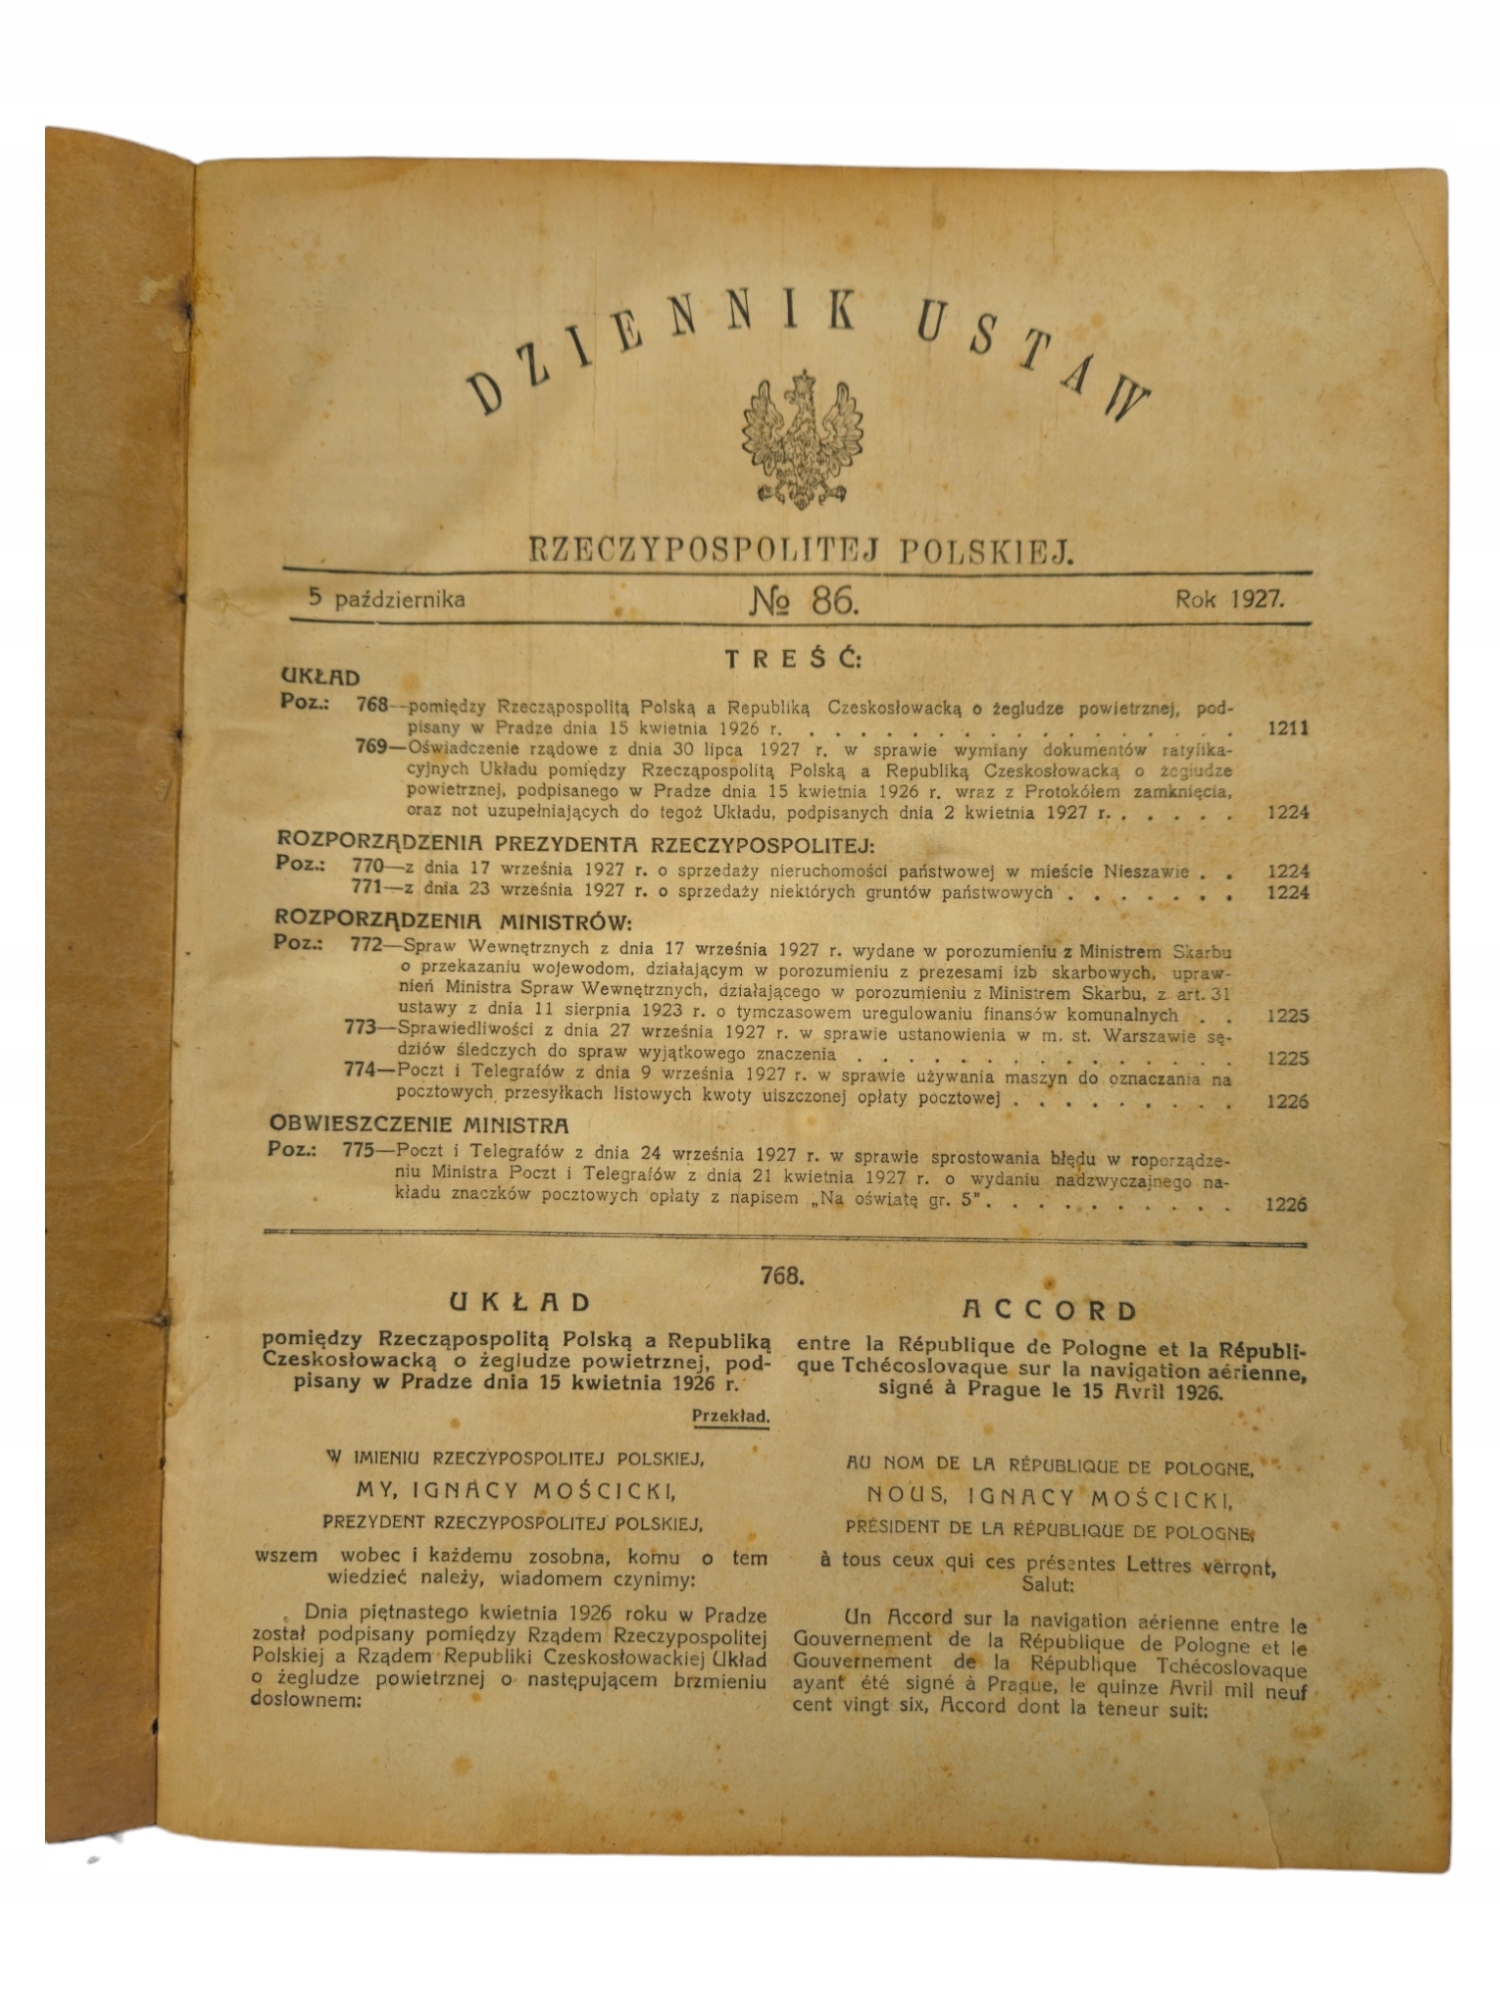 DZIENNIK USTAW
RZECZYPOSPOLITEJ POLSKIEJ.
5 października № 86. Rok 1927.
TREŚĆ:
UKŁAD
Poz.: 768—pomiędzy Rzecząpospolitą Polską a Republiką Czeskosłowacką o żegludze powietrznej, pod-
pisany w Pradze dnia 15 kwietnia 1926 r. . . . . . . . . . . . . . . . . 1211
769—Oświadczenie rządowe z dnia 30 lipca 1927 r. w sprawie wymiany dokumentów ratyfika-
cyjnych Układu pomiędzy Rzecząpospolitą Polską a Republiką Czeskosłowacką o żegludze
powietrznej, podpisanego w Pradze dnia 15 kwietnia 1926 r. wraz z Protokółem zamknięcia,
oraz not uzupełniających do tegoż Układu, podpisanych dnia 2 kwietnia 1927 r. . . . . . 1224
ROZPORZĄDZENIA PREZYDENTA RZECZYPOSPOLITEJ:
Poz.: 770—z dnia 17 września 1927 r. o sprzedaży nieruchomości państwowej w mieście Nieszawie . . 1224
771—z dnia 23 września 1927 r. o sprzedaży niektórych gruntów państwowych . . . . . . . 1224
ROZPORZĄDZENIA MINISTRÓW:
Poz.: 772—Spraw Wewnętrznych z dnia 17 września 1927 r. wydane w porozumieniu z Ministrem Skarbu
o przekazaniu wojewodom, działającym w porozumieniu z prezesami izb skarbowych, upraw-
nień Ministra Spraw Wewnętrznych, działającego w porozumieniu z Ministrem Skarbu, z art. 31
ustawy z dnia 11 sierpnia 1923 r. o tymczasowem uregulowaniu finansów komunalnych . . 1225
773—Sprawiedliwości z dnia 27 września 1927 r. w sprawie ustanowienia w m. st. Warszawie sę-
dziów śledczych do spraw wyjątkowego znaczenia . . . . . . . . . . . . . . . 1225
774—Poczt i Telegrafów z dnia 9 września 1927 r. w sprawie używania maszyn do oznaczania na
pocztowych przesyłkach listowych kwoty uiszczonej opłaty pocztowej . . . . . . . . . 1226
OBWIESZCZENIE MINISTRA
Poz.: 775—Poczt i Telegrafów z dnia 24 września 1927 r. w sprawie sprostowania błędu w roporządze-
niu Ministra Poczt i Telegrafów z dnia 21 kwietnia 1927 r. o wydaniu nadzwyczajnego na-
kładu znaczków pocztowych opłaty z napisem „Na oświatę gr. 5". . . . . . . . . . 1226
768.
UKŁAD
pomiędzy Rzecząpospolitą Polską a Republiką
Czeskosłowacką o żegludze powietrznej, pod-
pisany w Pradze dnia 15 kwietnia 1926 r.
Przekład.
W IMIENIU RZECZYPOSPOLITEJ POLSKIEJ,
MY, IGNACY MOŚCICKI,
PREZYDENT RZECZYPOSPOLITEJ POLSKIEJ,
wszem wobec i każdemu zosobna, komu o tem
wiedzieć należy, wiadomem czynimy:
Dnia piętnastego kwietnia 1926 roku w Pradze
został podpisany pomiędzy Rządem Rzeczypospolitej
Polskiej a Rządem Republiki Czeskosłowackiej Układ
o żegludze powietrznej o następującem brzmieniu
dosłownem:
ACCORD
entre la République de Pologne et la Républi-
que Tchécoslovaque sur la navigation aérienne,
signé à Prague le 15 Avril 1926.
AU NOM DE LA RÉPUBLIQUE DE POLOGNE,
NOUS, IGNACY MOŚCICKI,
PRÉSIDENT DE LA RÉPUBLIQUE DE POLOGNE,
à tous ceux qui ces présentes Lettres verront,
Salut:
Un Accord sur la navigation aérienne entre le
Gouvernement de la République de Pologne et le
Gouvernement de la République Tchécoslovaque
ayant été signé à Prague, le quinze Avril mil neuf
cent vingt six, Accord dont la teneur suit: